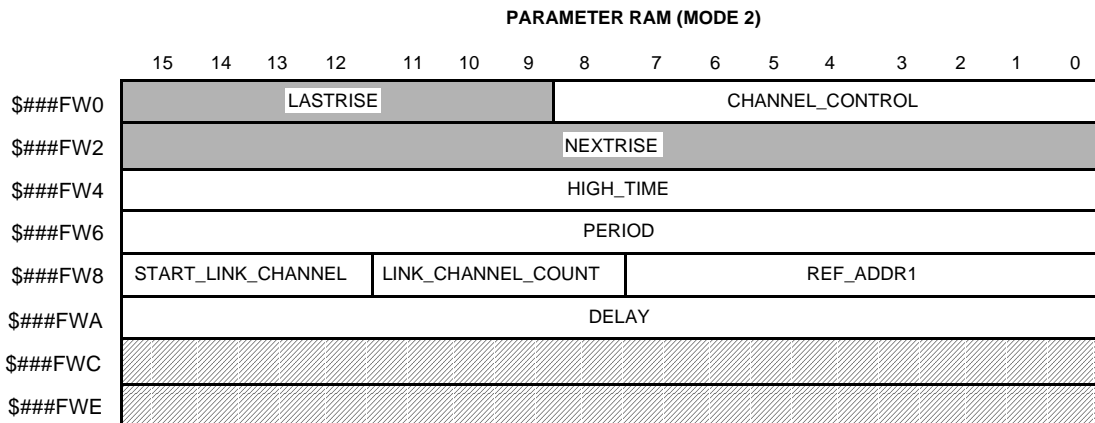 PARAMETER RAM (MODE 2)
15 14 13 12 11 10 9 8 7 6 5 4 3 2 1 0
$###FW0 LASTRISE CHANNEL_CONTROL
$###FW2 NEXTRISE
$###FW4 HIGH_TIME
$###FW6 PERIOD
$###FW8 START_LINK_CHANNEL LINK_CHANNEL_COUNT REF_ADDR1
$###FWA DELAY
$###FWC
$###FWE